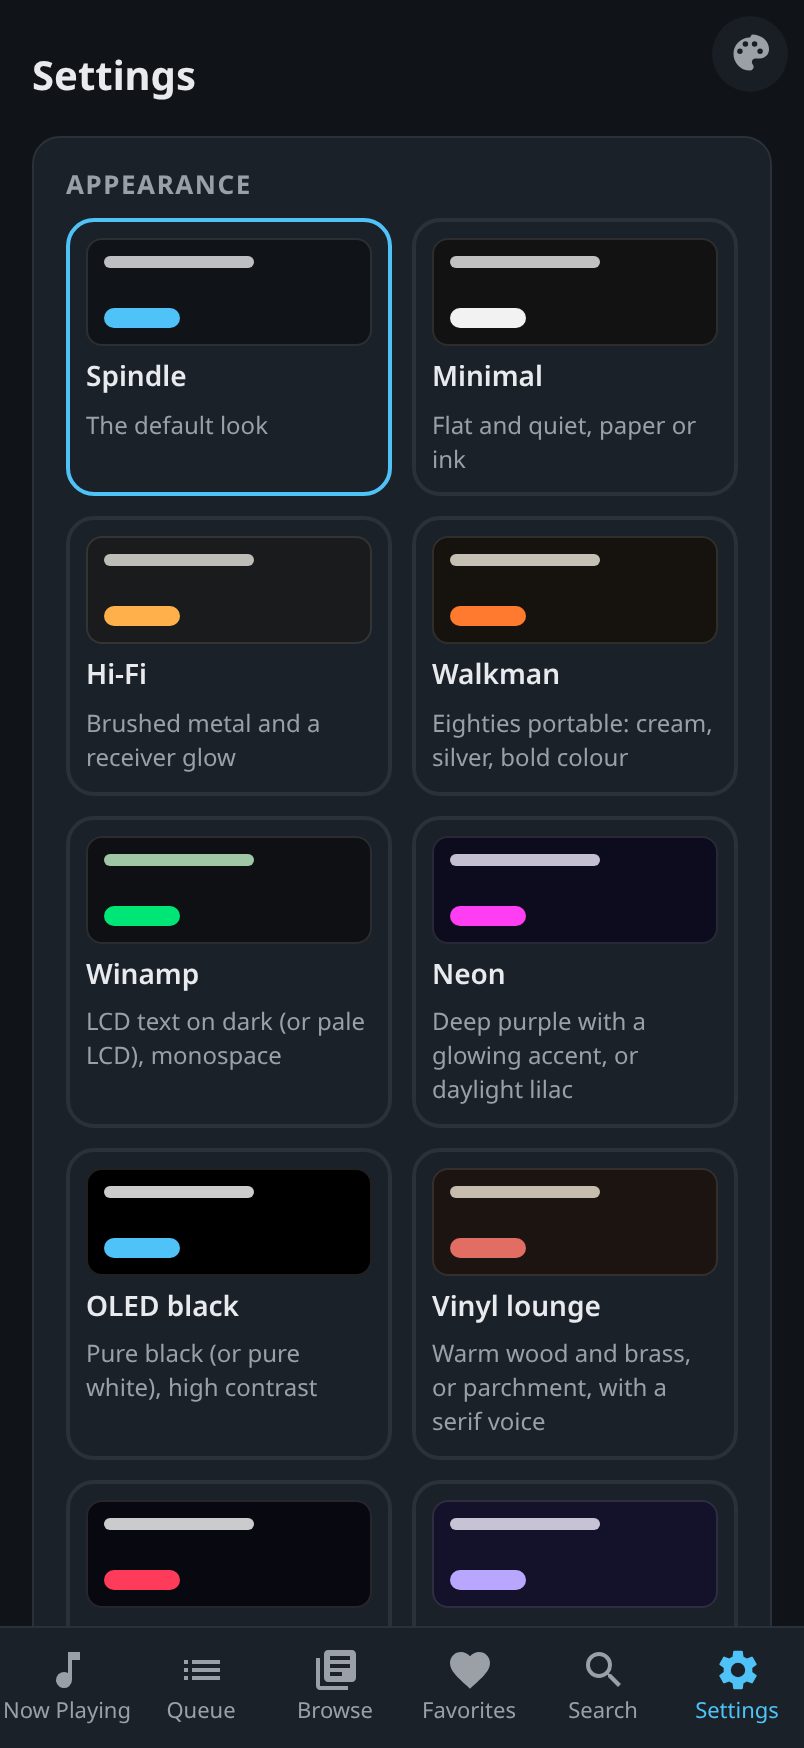 Settings
APPEARANCE
Spindle
The default look
Minimal
Flat and quiet, paper or
ink
Hi-Fi
Brushed metal and a
receiver glow
Walkman
Eighties portable: cream,
silver, bold colour
Winamp
LCD text on dark (or pale
LCD), monospace
Neon
Deep purple with a
glowing accent, or
daylight lilac
OLED black
Pure black (or pure
white), high contrast
Vinyl lounge
Warm wood and brass,
or parchment, with a
serif voice
Now Playing
Queue
Browse
Favorites
Search
Settings